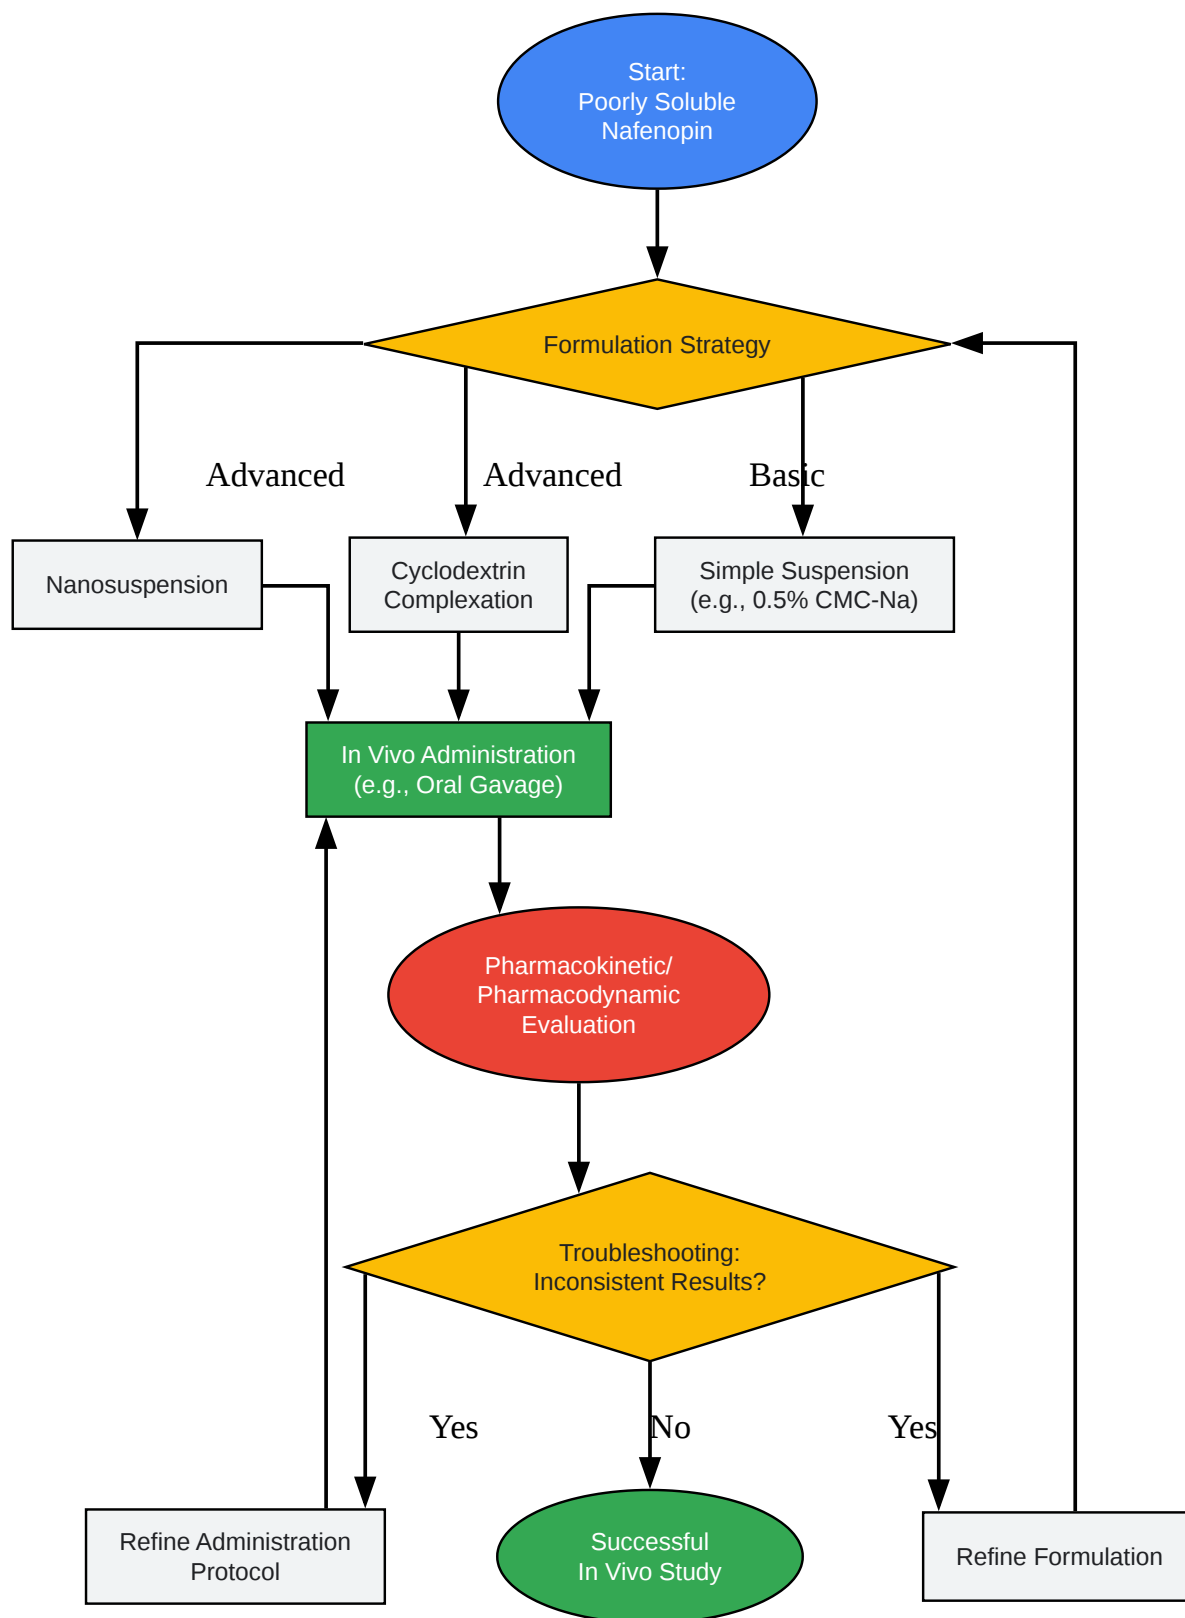 Start:
Poorly Soluble
Nafenopin
Formulation Strategy
Advanced
Advanced
Basic
Nanosuspension
Cyclodextrin
Complexation
Simple Suspension
(e.g., 0.5% CMC-Na)
In Vivo Administration
(e.g., Oral Gavage)
Pharmacokinetic/
Pharmacodynamic
Evaluation
Troubleshooting:
Inconsistent Results?
Yes
No
Yes
Refine Administration
Protocol
Successful
In Vivo Study
Refine Formulation